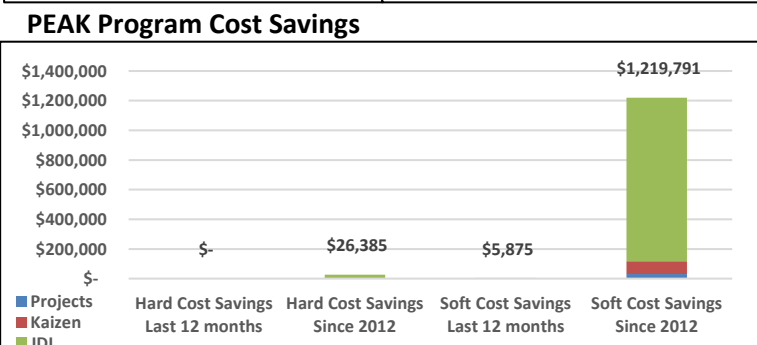 PEAK Program Cost Savings
$1,400,000
$1,219,791
$1,200,000
$1,000,000
$800,000
$600,000
$400,000
$200,000
$-
$26,385
$5,875
$-
Projects
Kaizen
JDI
Hard Cost Savings Last 12 months
Hard Cost Savings Since 2012
Soft Cost Savings Last 12 months
Soft Cost Savings Since 2012